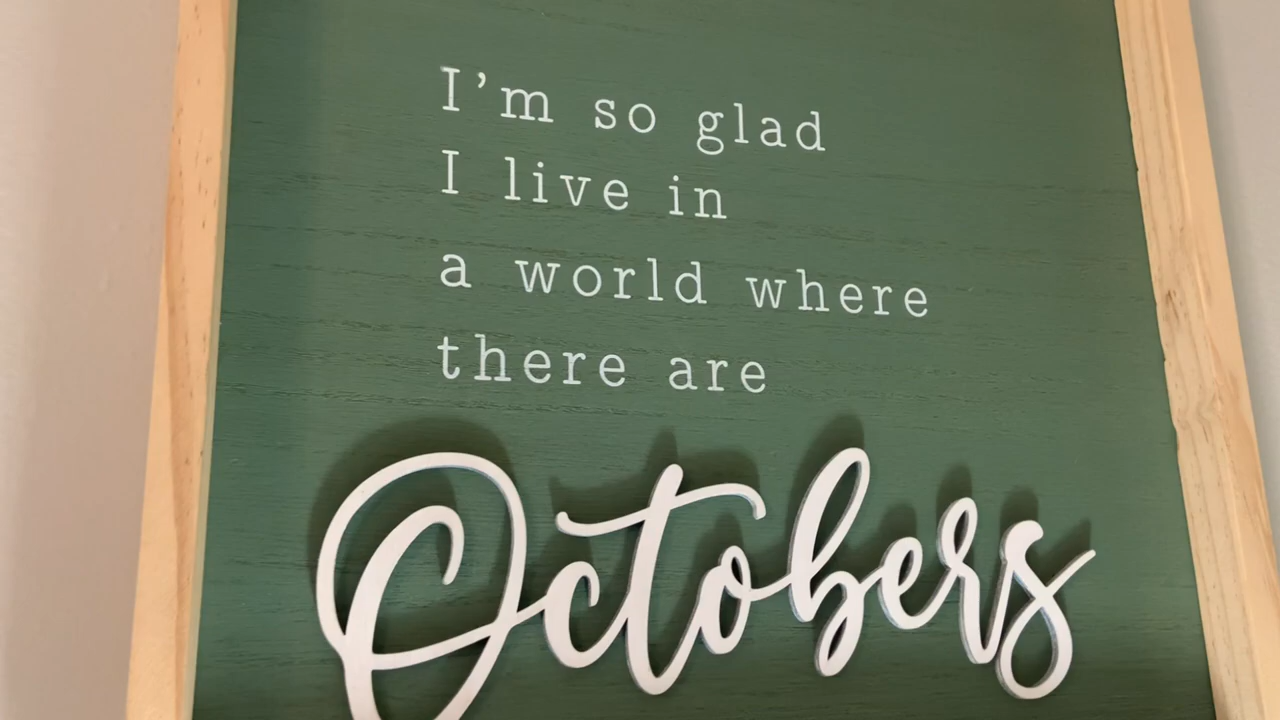 I'm so glad
I live in
a world where
there are
Octobers